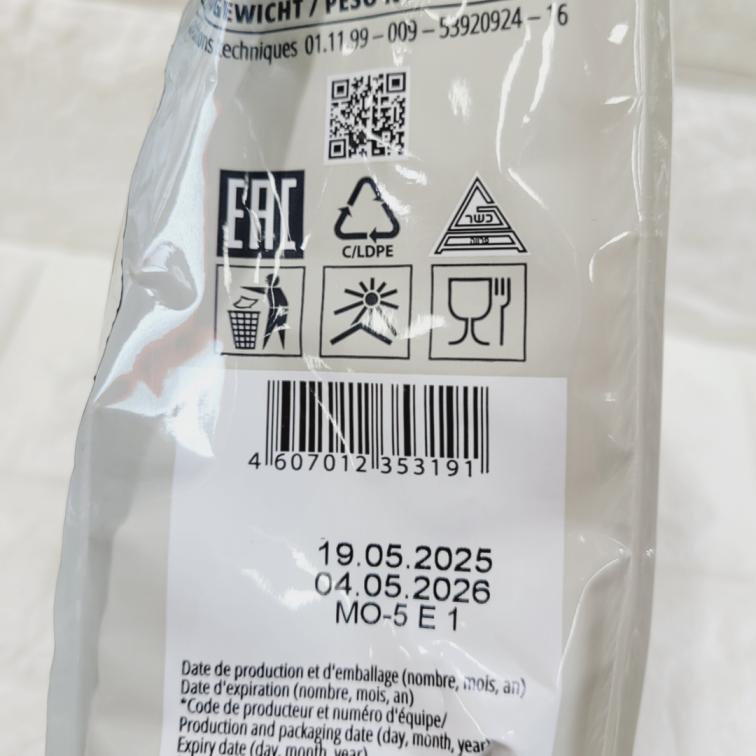 GEWICHT / PESO
techniques 01.11.99 – 009 – 53920924 – 16
EAC
C/LDPE
כשר
פרווה
4 607012 353191
19.05.2025
04.05.2026
MO-5 E 1
Date de production et d'emballage (nombre, mois, an)
Date d'expiration (nombre, mois, an)
*Code de producteur et numéro d'équipe/
Production and packaging date (day, month, year)
Expiry date (day, month, year)